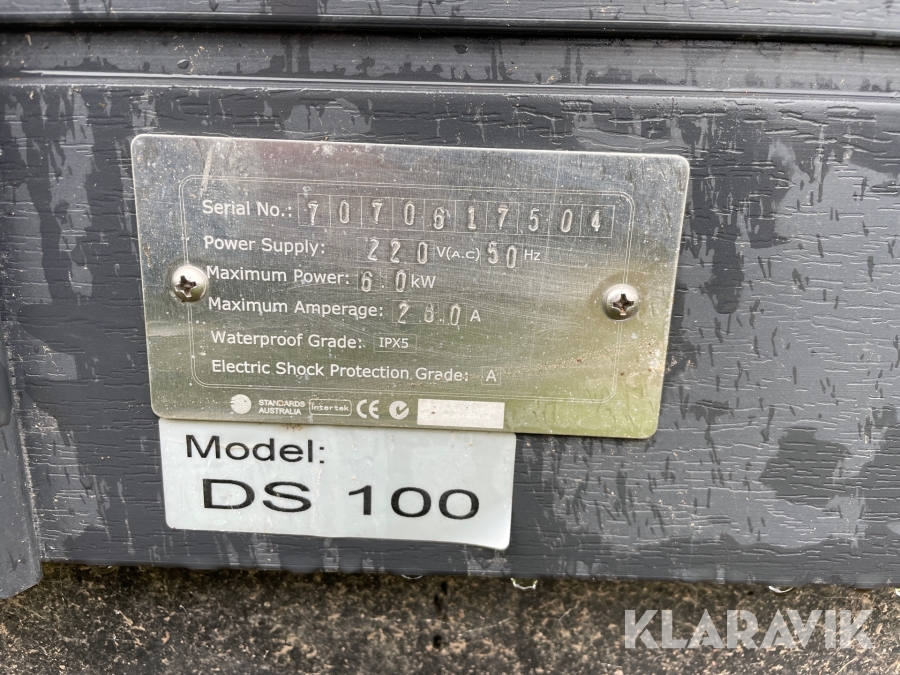 Serial No.: 7070617504
Power Supply: 220 V(A.C) 50 Hz
Maximum Power: 6.0 kW
Maximum Amperage: 28.0 A
Waterproof Grade: IPX5
Electric Shock Protection Grade: A
STANDARDS AUSTRALIA Intertek CE
Model:
DS 100
KLARAVIK